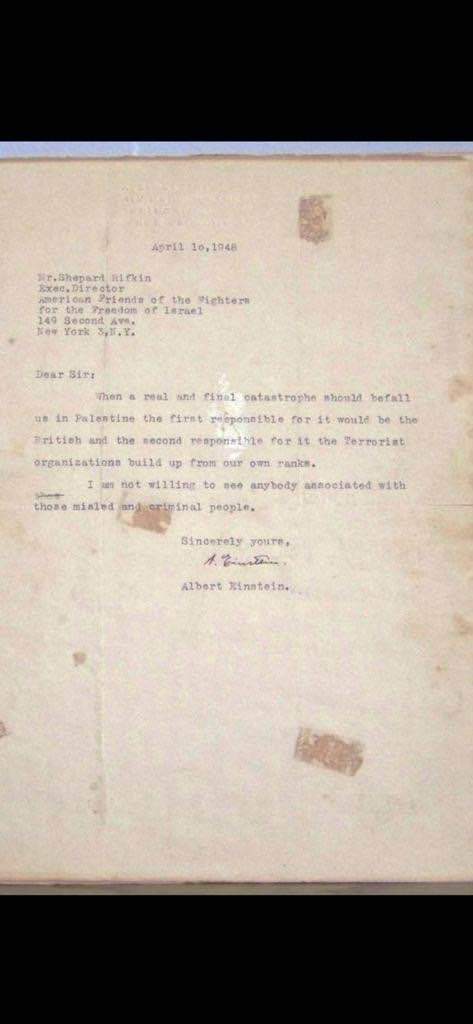 April 10,1948
Mr.Shepard Rifkin
Exec.Director
American Friends of the Fighters
for the Freedom of Israel
149 Second Ave.
New York 3,N.Y.
Dear Sir:
When a real and final catastrophe should befall
us in Palestine the first responsible for it would be the
British and the second responsible for it the Terrorist
organizations build up from our own ranks.
I am not willing to see anybody associated with
those misled and criminal people.
Sincerely yours,
A. Einstein.
Albert Einstein.